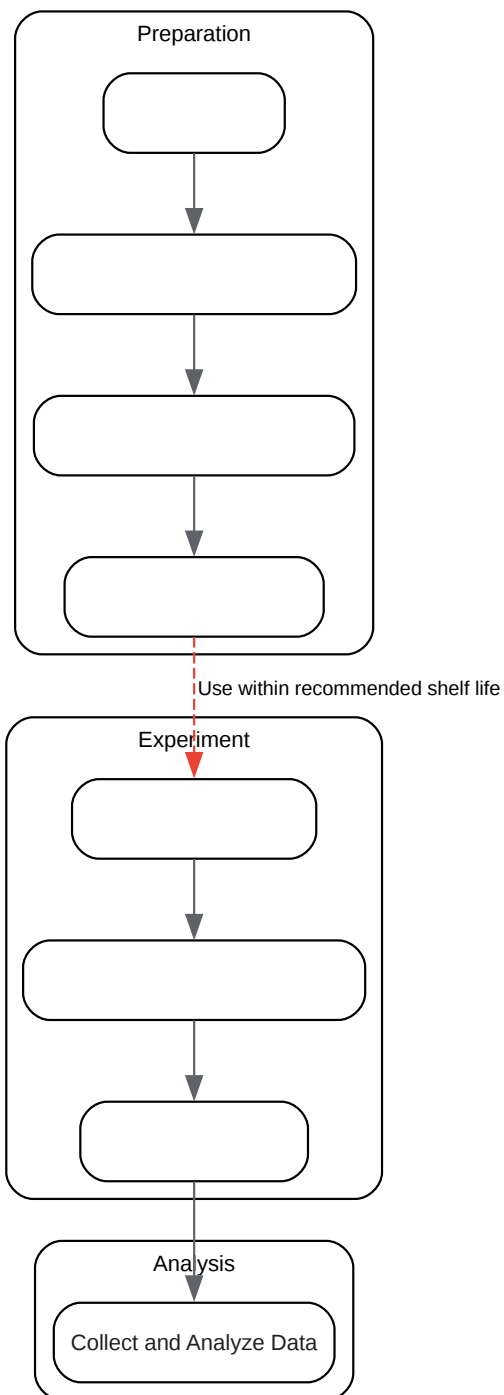 Preparation
Use within recommended shelf life
Experiment
Analysis
Collect and Analyze Data